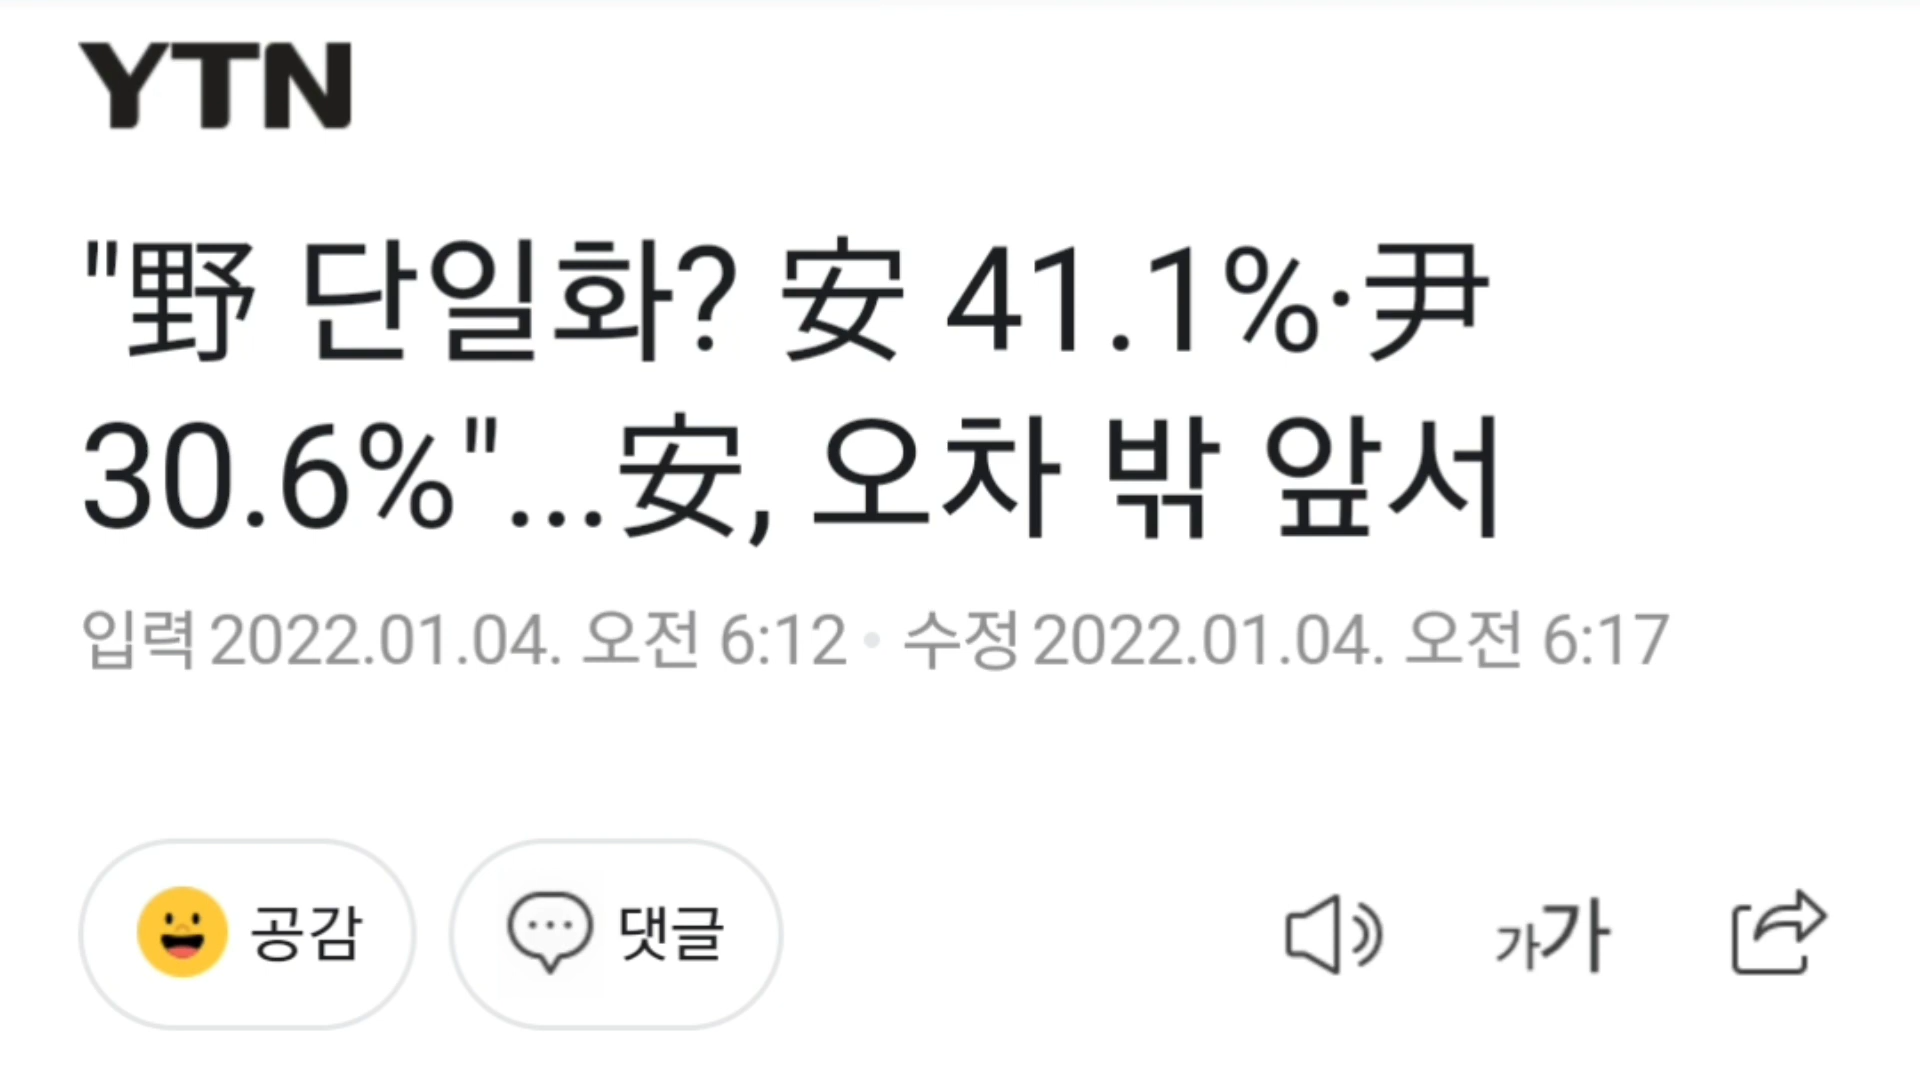 YTN
"野 단일화? 安 41.1%·尹
30.6%"...安, 오차 밖 앞서
입력 2022.01.04. 오전 6:12 • 수정 2022.01.04. 오전 6:17
공감 댓글 가가